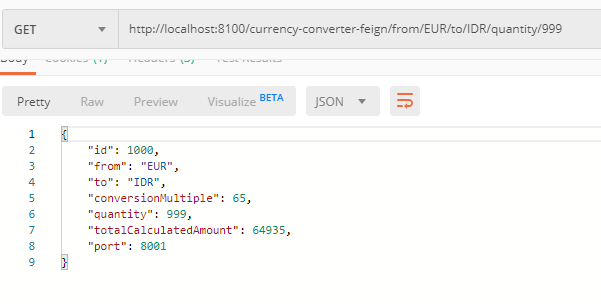 GET http://localhost:8100/currency-converter-feign/from/EUR/to/IDR/quantity/999
Body Cookies (1) Headers (3) Test Results
Pretty Raw Preview Visualize BETA JSON
1 {
2 "id": 1000,
3 "from": "EUR",
4 "to": "IDR",
5 "conversionMultiple": 65,
6 "quantity": 999,
7 "totalCalculatedAmount": 64935,
8 "port": 8001
9 }